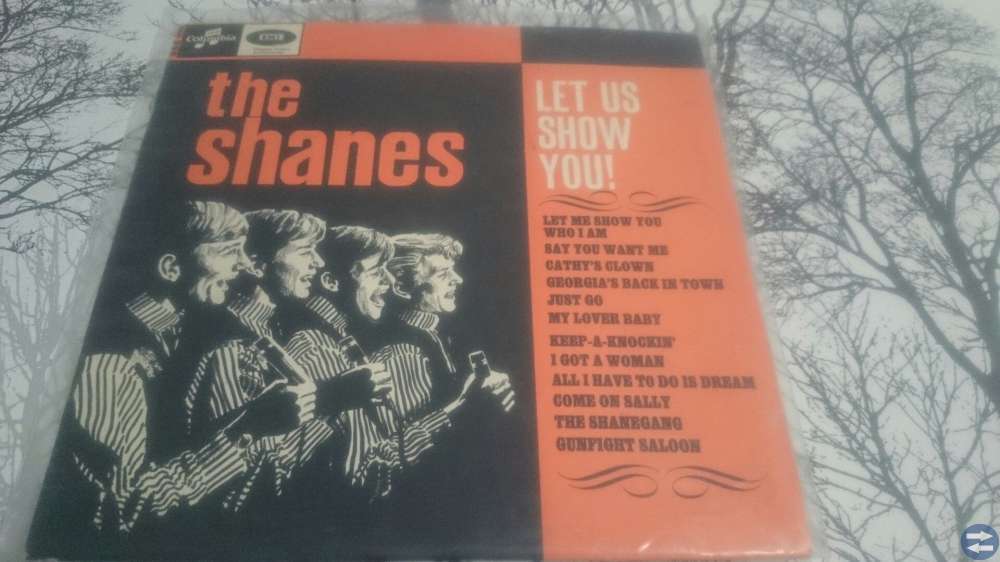 Columbia
EMI
the
shanes
LET US
SHOW
YOU!
LET ME SHOW YOU
WHO I AM
SAY YOU WANT ME
CATHY'S CLOWN
GEORGIA'S BACK IN TOWN
JUST GO
MY LOVER BABY
KEEP-A-KNOCKIN'
I GOT A WOMAN
ALL I HAVE TO DO IS DREAM
COME ON SALLY
THE SHANEGANG
GUNFIGHT SALOON